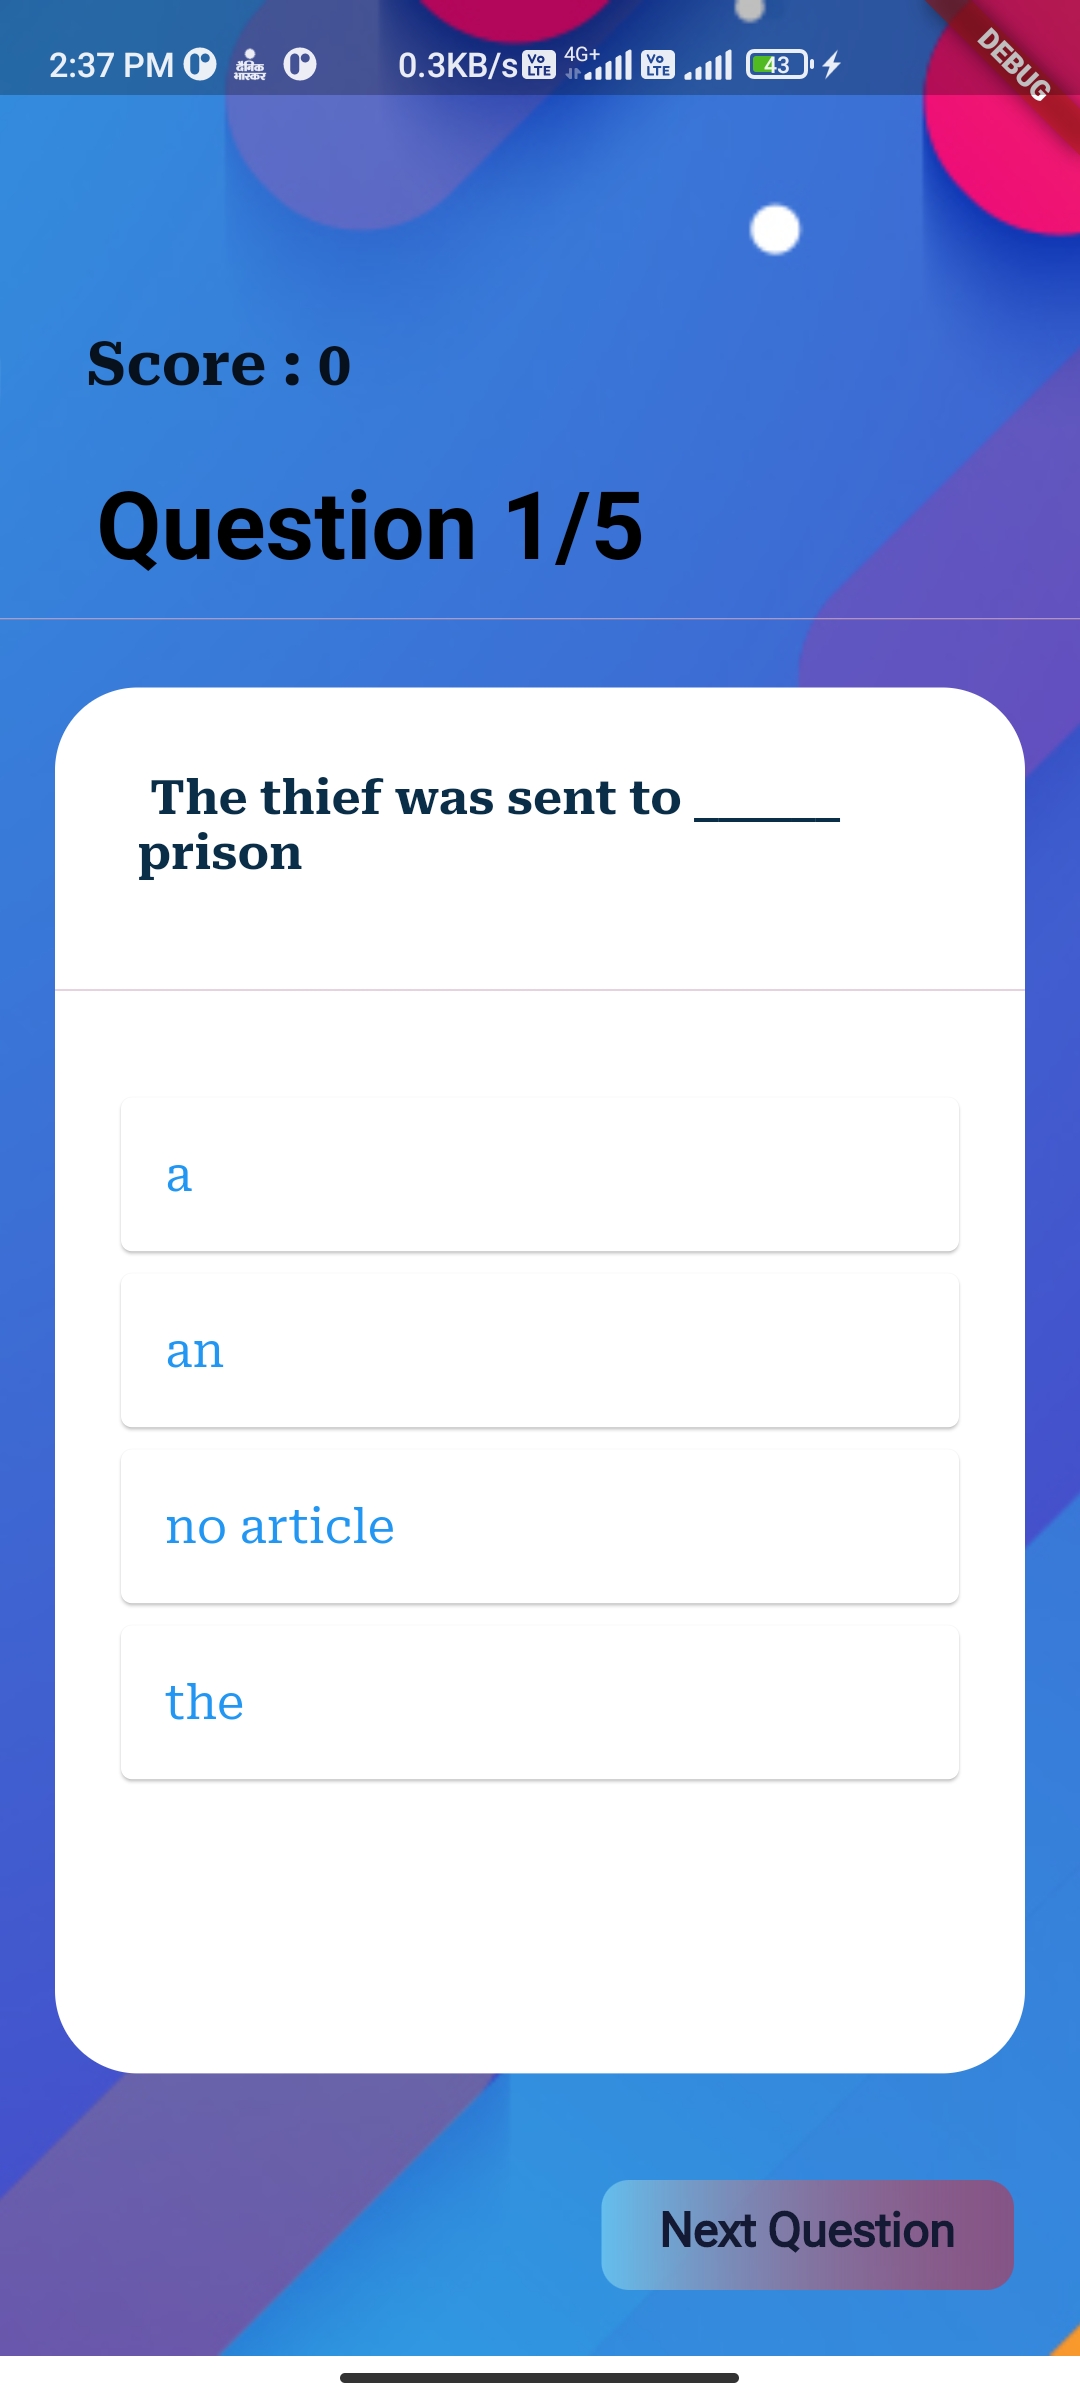 2:37 PM दैनिक भास्कर 0.3KB/s Vo LTE 4G+ Vo LTE 43
DEBUG
Score : 0
Question 1/5
The thief was sent to ______
prison
a
an
no article
the
Next Question